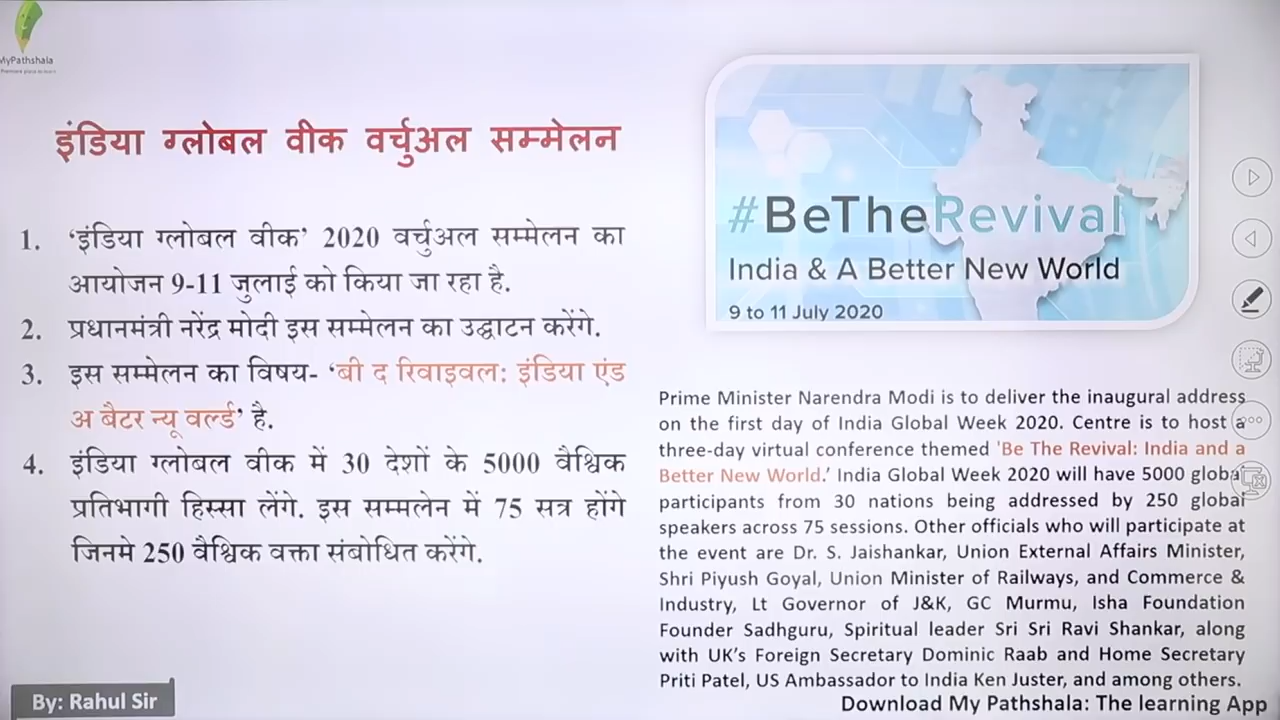 MyPathshala
इंडिया ग्लोबल वीक वर्चुअल सम्मेलन
1. ‘इंडिया ग्लोबल वीक’ 2020 वर्चुअल सम्मेलन का
आयोजन 9-11 जुलाई को किया जा रहा है.
2. प्रधानमंत्री नरेंद्र मोदी इस सम्मेलन का उद्घाटन करेंगे.
3. इस सम्मेलन का विषय- ‘बी द रिवाइवल: इंडिया एंड
अ बैटर न्यू वर्ल्ड’ है.
4. इंडिया ग्लोबल वीक में 30 देशों के 5000 वैश्विक
प्रतिभागी हिस्सा लेंगे. इस सम्मलेन में 75 सत्र होंगे
जिनमे 250 वैश्विक वक्ता संबोधित करेंगे.
#BeTheRevival
India & A Better New World
9 to 11 July 2020
Prime Minister Narendra Modi is to deliver the inaugural address
on the first day of India Global Week 2020. Centre is to host a
three-day virtual conference themed 'Be The Revival: India and a
Better New World.’ India Global Week 2020 will have 5000 global
participants from 30 nations being addressed by 250 global
speakers across 75 sessions. Other officials who will participate at
the event are Dr. S. Jaishankar, Union External Affairs Minister,
Shri Piyush Goyal, Union Minister of Railways, and Commerce &
Industry, Lt Governor of J&K, GC Murmu, Isha Foundation
Founder Sadhguru, Spiritual leader Sri Sri Ravi Shankar, along
with UK’s Foreign Secretary Dominic Raab and Home Secretary
Priti Patel, US Ambassador to India Ken Juster, and among others.
By: Rahul Sir
Download My Pathshala: The learning App